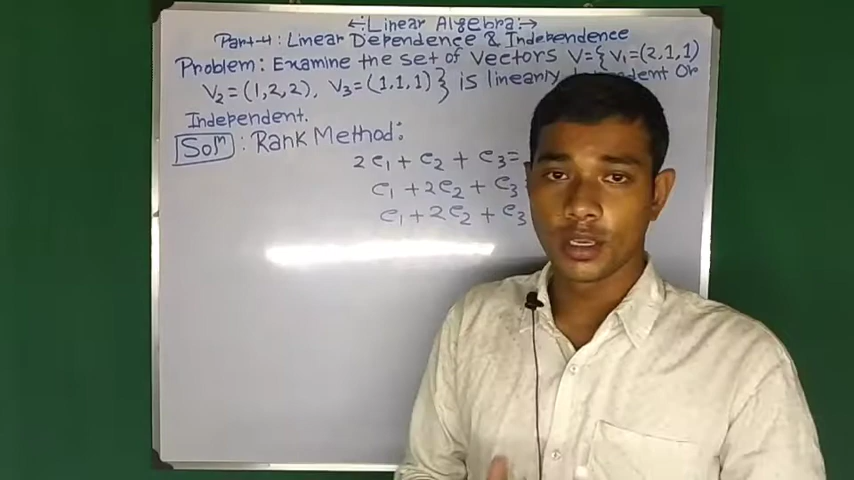 ←: Linear Algebra: →
Part-4: Linear Dependence & Independence
Problem: Examine the set of Vectors V={V₁=(2,1,1)
V₂=(1,2,2), V₃=(1,1,1)} is linearly Or
Independent.
Solⁿ: Rank Method:
2c₁+c₂+c₃=
c₁+2c₂+c₃
c₁+2c₂+c₃